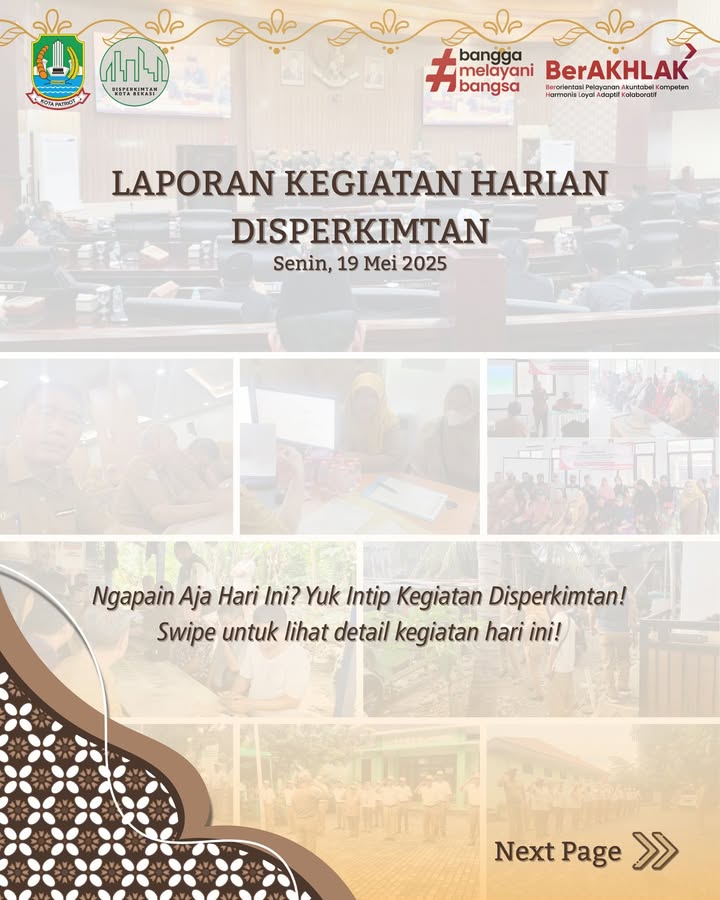 KOTA PATRIOT
DISPERKIMTAN
KOTA BEKASI
#bangga
melayani
bangsa
BerAKHLAK
Berorientasi Pelayanan Akuntabel Kompeten
Harmonis Loyal Adaptif Kolaboratif
LAPORAN KEGIATAN HARIAN
DISPERKIMTAN
Senin, 19 Mei 2025
Ngapain Aja Hari Ini? Yuk Intip Kegiatan Disperkimtan!
Swipe untuk lihat detail kegiatan hari ini!
Next Page